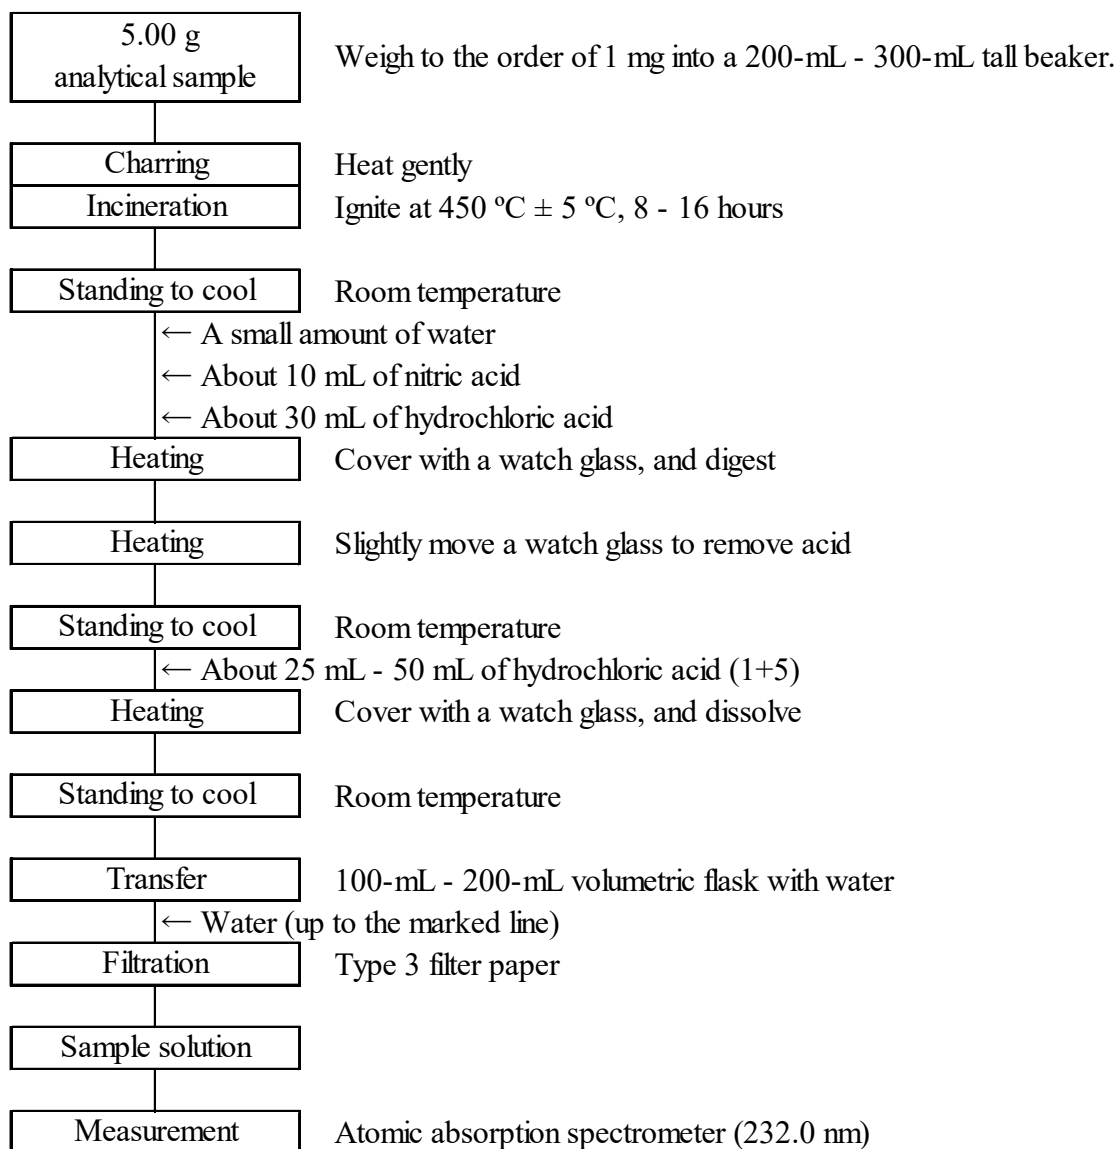 5.00 g
analytical sample
Weigh to the order of 1 mg into a 200-mL - 300-mL tall beaker.
Charring
Heat gently
Incineration
Ignite at 450 ºC ± 5 ºC, 8 - 16 hours
Standing to cool
Room temperature
← A small amount of water
← About 10 mL of nitric acid
← About 30 mL of hydrochloric acid
Heating
Cover with a watch glass, and digest
Heating
Slightly move a watch glass to remove acid
Standing to cool
Room temperature
← About 25 mL - 50 mL of hydrochloric acid (1+5)
Heating
Cover with a watch glass, and dissolve
Standing to cool
Room temperature
Transfer
100-mL - 200-mL volumetric flask with water
← Water (up to the marked line)
Filtration
Type 3 filter paper
Sample solution
Measurement
Atomic absorption spectrometer (232.0 nm)